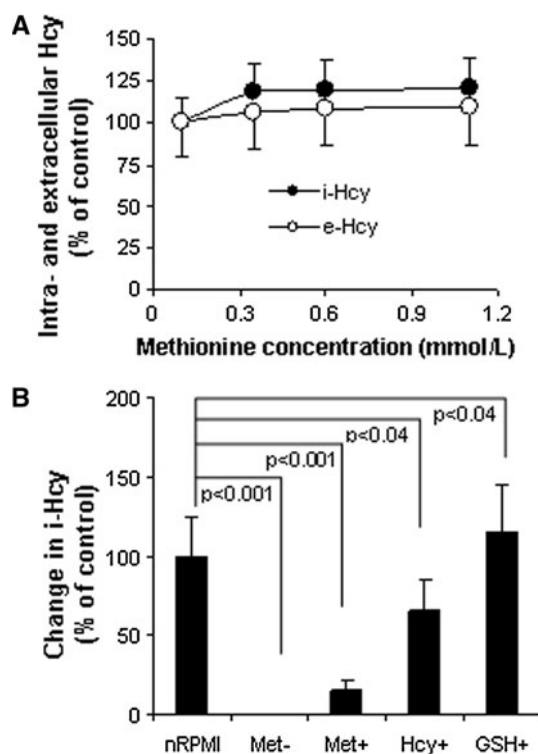 A
Intra- and extracellular Hcy
(% of control)
150
125
100
75
50
25
0
i-Hcy
e-Hcy
0 0.3 0.6 0.9 1.2
Methionine concentration (mmol/L)
B
Change in i-Hcy
(% of control)
200
150
100
50
0
p<0.04
p<0.04
p<0.001
p<0.001
nRPMI Met- Met+ Hcy+ GSH+